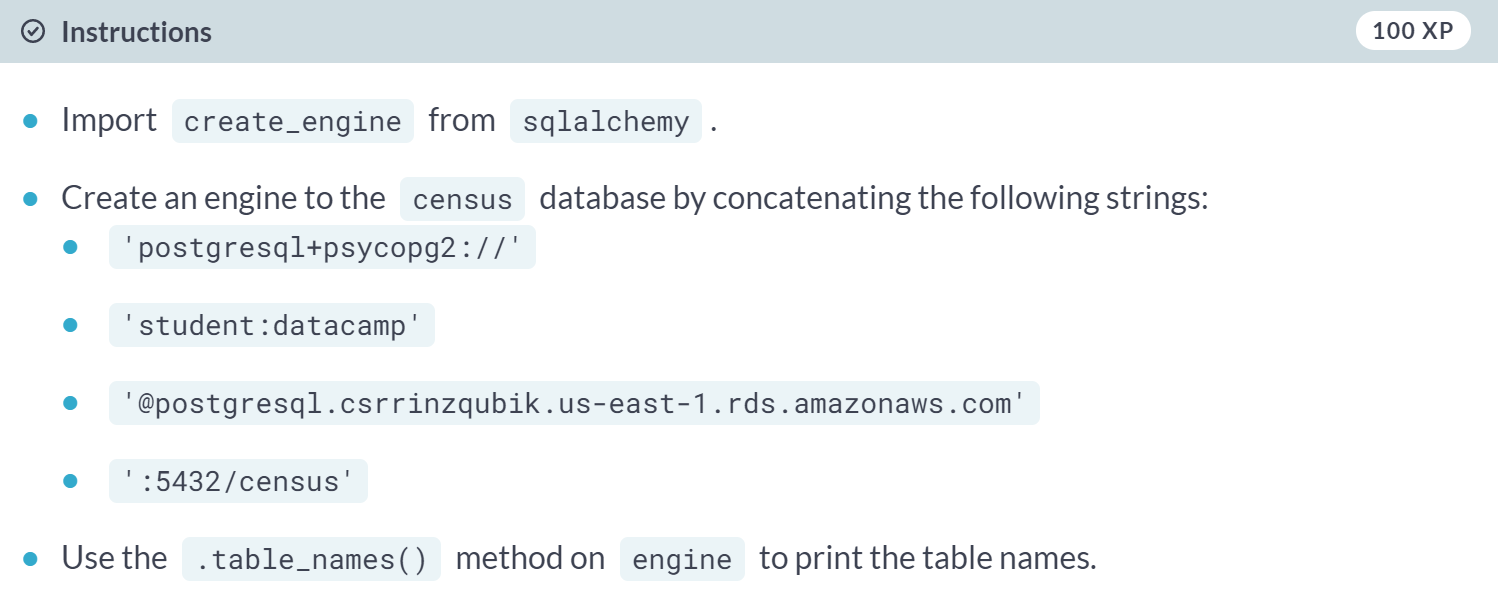 Instructions 100 XP
Import create_engine from sqlalchemy .
Create an engine to the census database by concatenating the following strings:
'postgresql+psycopg2://'
'student:datacamp'
'@postgresql.csrrinzqubik.us-east-1.rds.amazonaws.com'
':5432/census'
Use the .table_names() method on engine to print the table names.